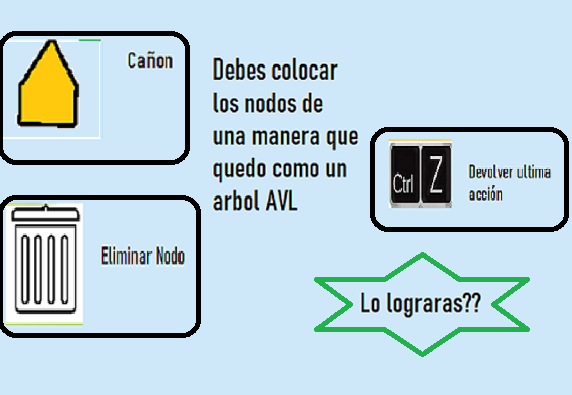 Cañon
Debes colocar
los nodos de
una manera que
quedo como un
arbol AVL
Ctrl Z
Devolver ultima
acción
Eliminar Nodo
Lo lograras??